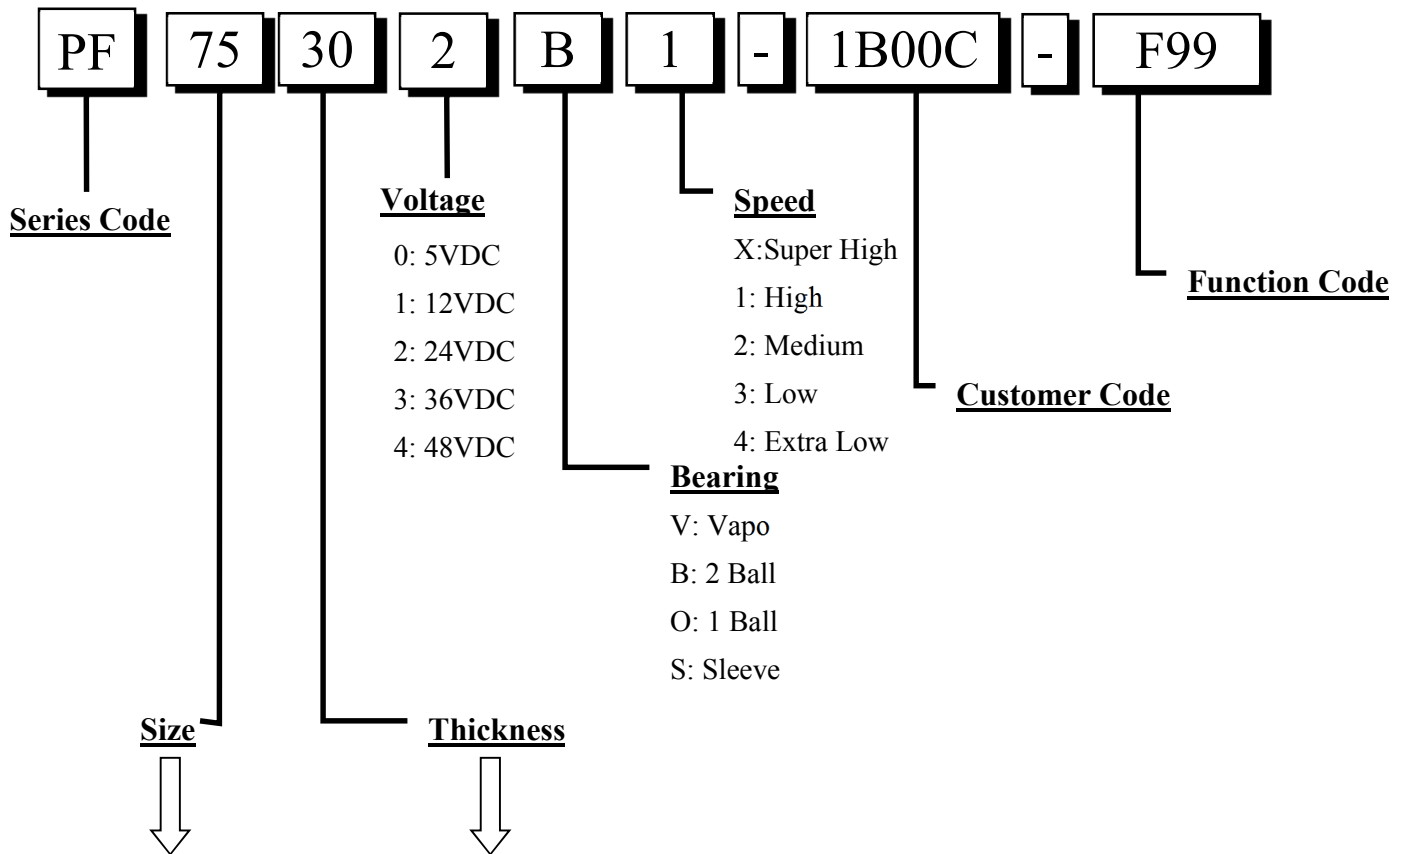 PF 75 30 2 B 1 - 1B00C - F99
Series Code
Voltage
0: 5VDC
1: 12VDC
2: 24VDC
3: 36VDC
4: 48VDC
Speed
X:Super High
1: High
2: Medium
3: Low
4: Extra Low
Function Code
Customer Code
Bearing
V: Vapo
B: 2 Ball
O: 1 Ball
S: Sleeve
Size
Thickness